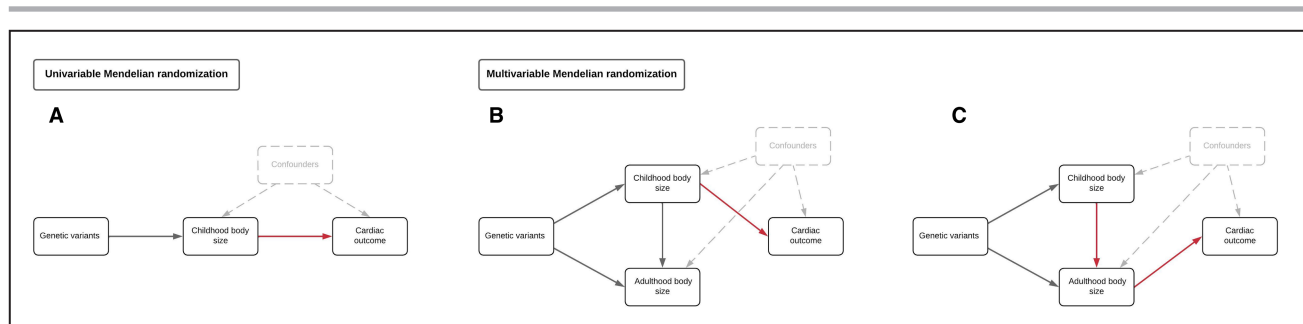 Univariable Mendelian randomization
Multivariable Mendelian randomization
A
Confounders
Genetic variants
Childhood body
size
Cardiac
outcome
B
Confounders
Childhood body
size
Genetic variants
Cardiac
outcome
Adulthood body
size
C
Confounders
Childhood body
size
Genetic variants
Cardiac
outcome
Adulthood body
size